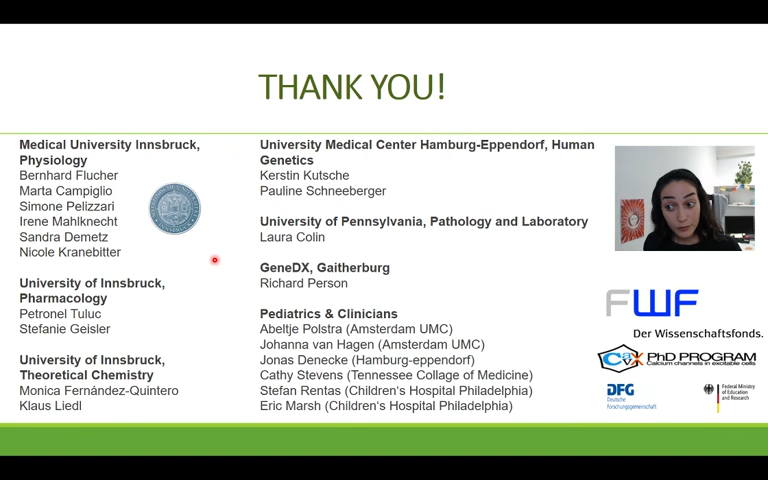 THANK YOU!
Medical University Innsbruck,
Physiology
Bernhard Flucher
Marta Campiglio
Simone Pelizzari
Irene Mahlknecht
Sandra Demetz
Nicole Kranebitter
University of Innsbruck,
Pharmacology
Petronel Tuluc
Stefanie Geisler
University of Innsbruck,
Theoretical Chemistry
Monica Fernández-Quintero
Klaus Liedl
University Medical Center Hamburg-Eppendorf, Human
Genetics
Kerstin Kutsche
Pauline Schneeberger
University of Pennsylvania, Pathology and Laboratory
Laura Colin
GeneDX, Gaitherburg
Richard Person
Pediatrics & Clinicians
Abeltje Polstra (Amsterdam UMC)
Johanna van Hagen (Amsterdam UMC)
Jonas Denecke (Hamburg-eppendorf)
Cathy Stevens (Tennessee Collage of Medicine)
Stefan Rentas (Children's Hospital Philadelphia)
Eric Marsh (Children's Hospital Philadelphia)
FWF
Der Wissenschaftsfonds.
CavX PhD PROGRAM
Calcium channels in excitable cells
DFG
Deutsche
Forschungsgemeinschaft
Federal Ministry
of Education
and Research